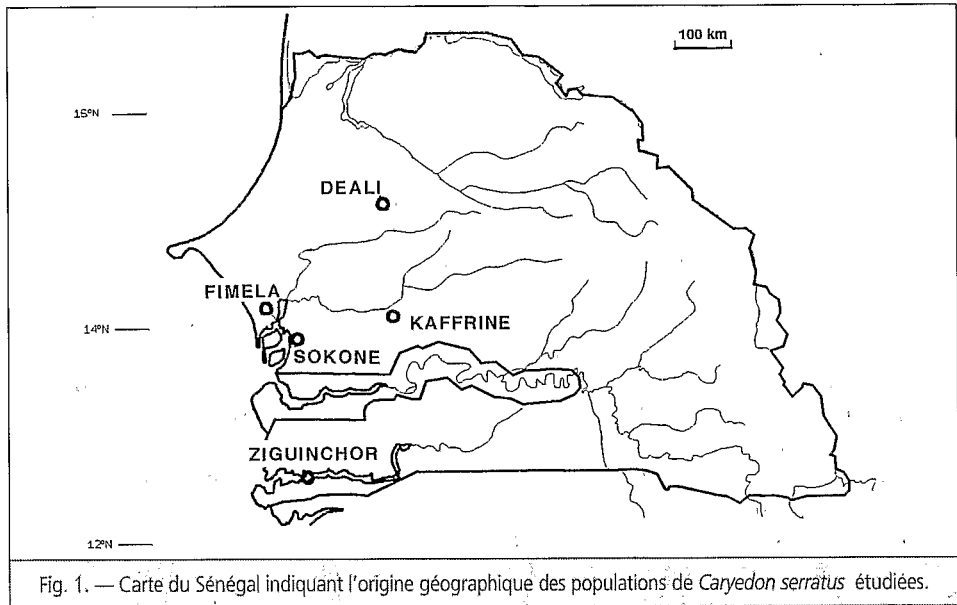 100 km
15°N
DEALI
FIMELA
14°N
KAFFRINE
SOKONE
ZIGUINCHOR
12°N
Fig. 1. — Carte du Sénégal indiquant l'origine géographique des populations de Caryedon serratus étudiées.